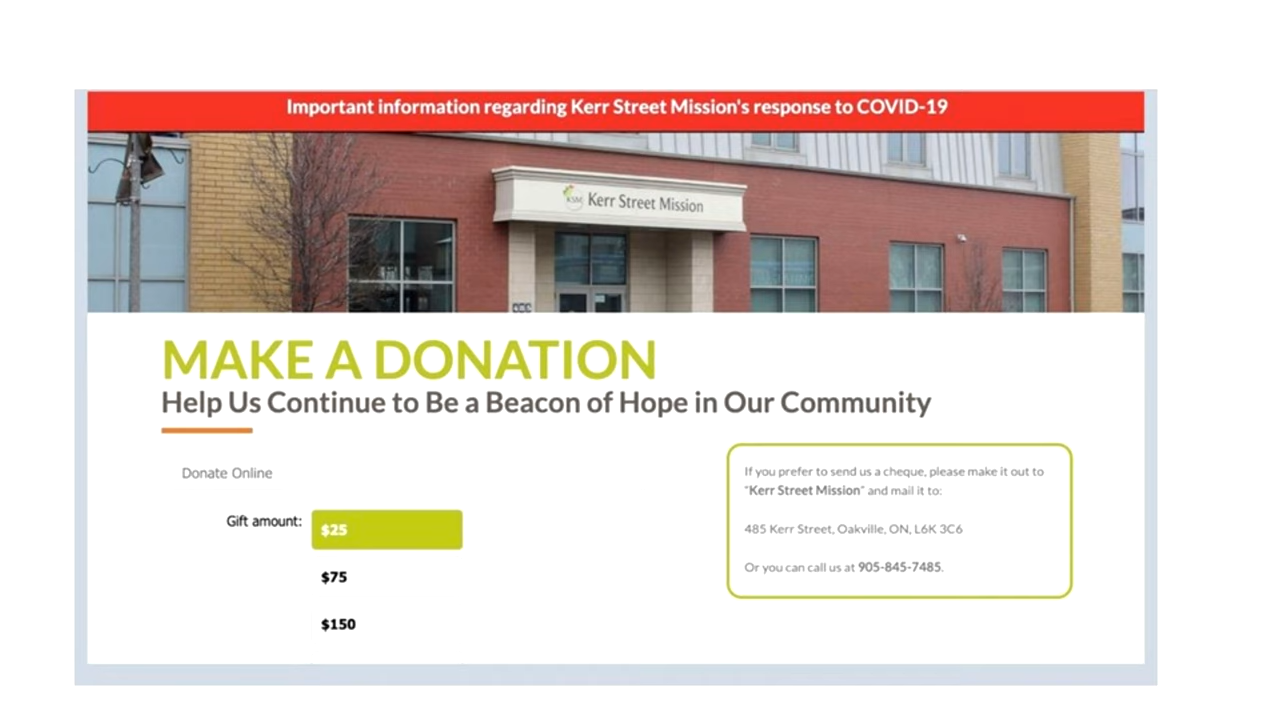 Important information regarding Kerr Street Mission's response to COVID-19
KSM Kerr Street Mission
MAKE A DONATION
Help Us Continue to Be a Beacon of Hope in Our Community
Donate Online
Gift amount:
$25
$75
$150
If you prefer to send us a cheque, please make it out to
"Kerr Street Mission" and mail it to:
485 Kerr Street, Oakville, ON, L6K 3C6
Or you can call us at 905-845-7485.